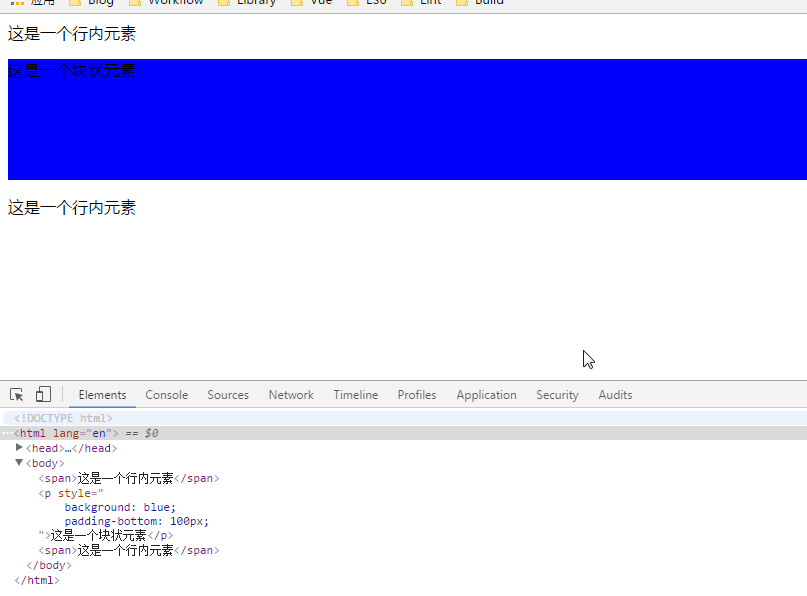 应用 Blog Workflow Library Vue ES6 Lint Build
这是一个行内元素
这是一个块状元素
这是一个行内元素
Elements Console Sources Network Timeline Profiles Application Security Audits
<!DOCTYPE html>
…<html lang="en"> == $0
▶<head>…</head>
▼<body>
<span>这是一个行内元素</span>
<p style="
background: blue;
padding-bottom: 100px;
">这是一个块状元素</p>
<span>这是一个行内元素</span>
</body>
</html>